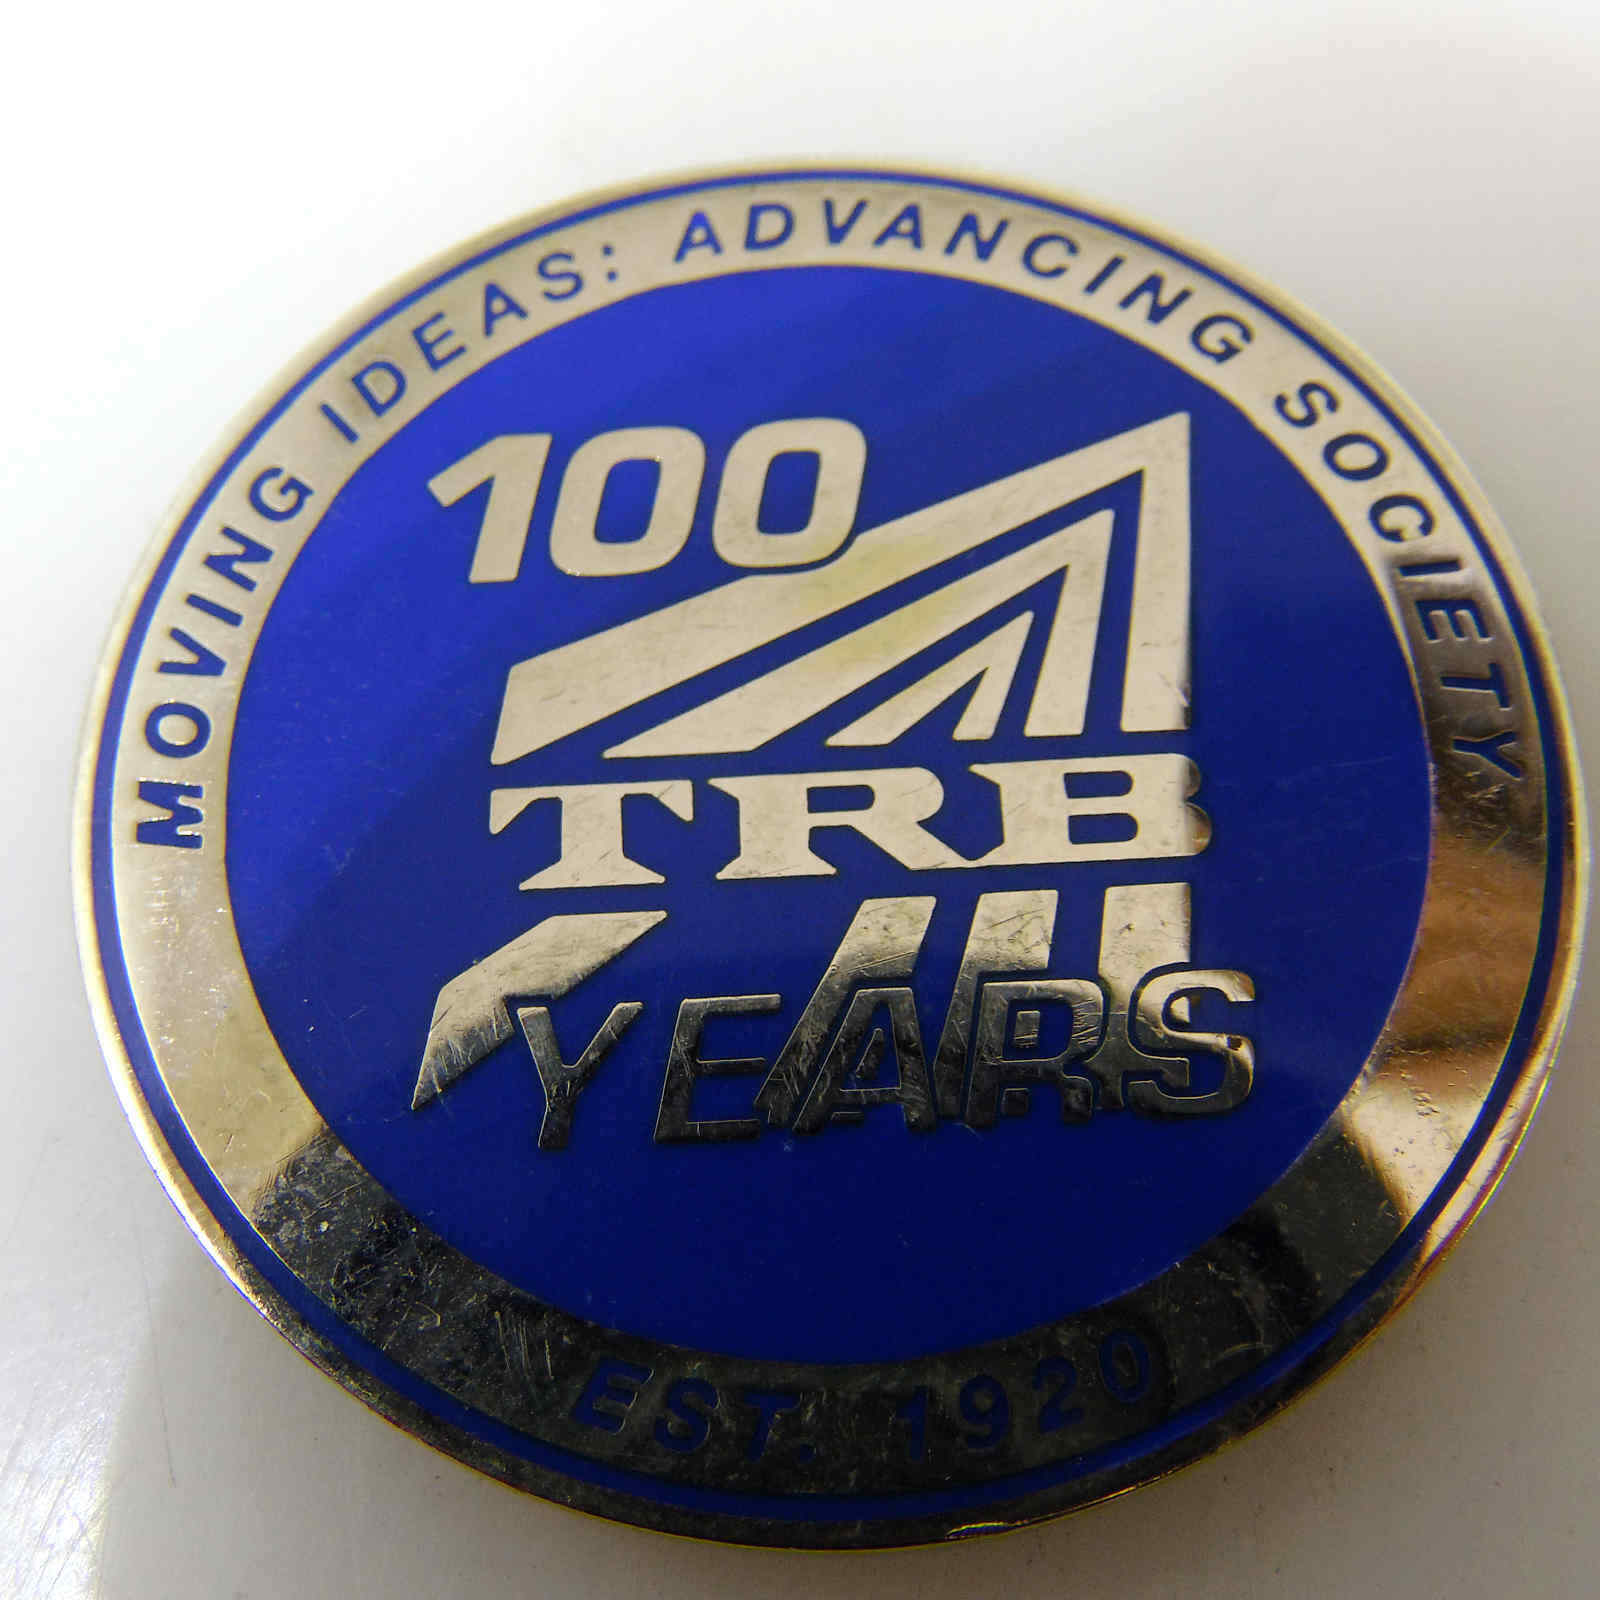 MOVING IDEAS: ADVANCING SOCIETY
100
TRB
YEARS
EST. 1920